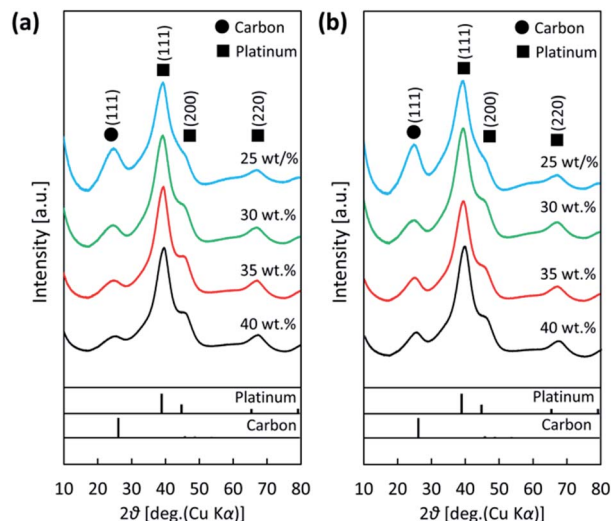 (a)
● Carbon
■ Platinum
(111)
(111)
(200)
(220)
25 wt/%
30 wt.%
35 wt.%
40 wt.%
Intensity [a.u.]
Platinum
Carbon
10 20 30 40 50 60 70 80
2ϑ [deg.(Cu Kα)]
(b)
● Carbon
■ Platinum
(111)
(111)
(200)
(220)
25 wt/%
30 wt.%
35 wt.%
40 wt.%
Intensity [a.u.]
Platinum
Carbon
10 20 30 40 50 60 70 80
2ϑ [deg.(Cu Kα)]